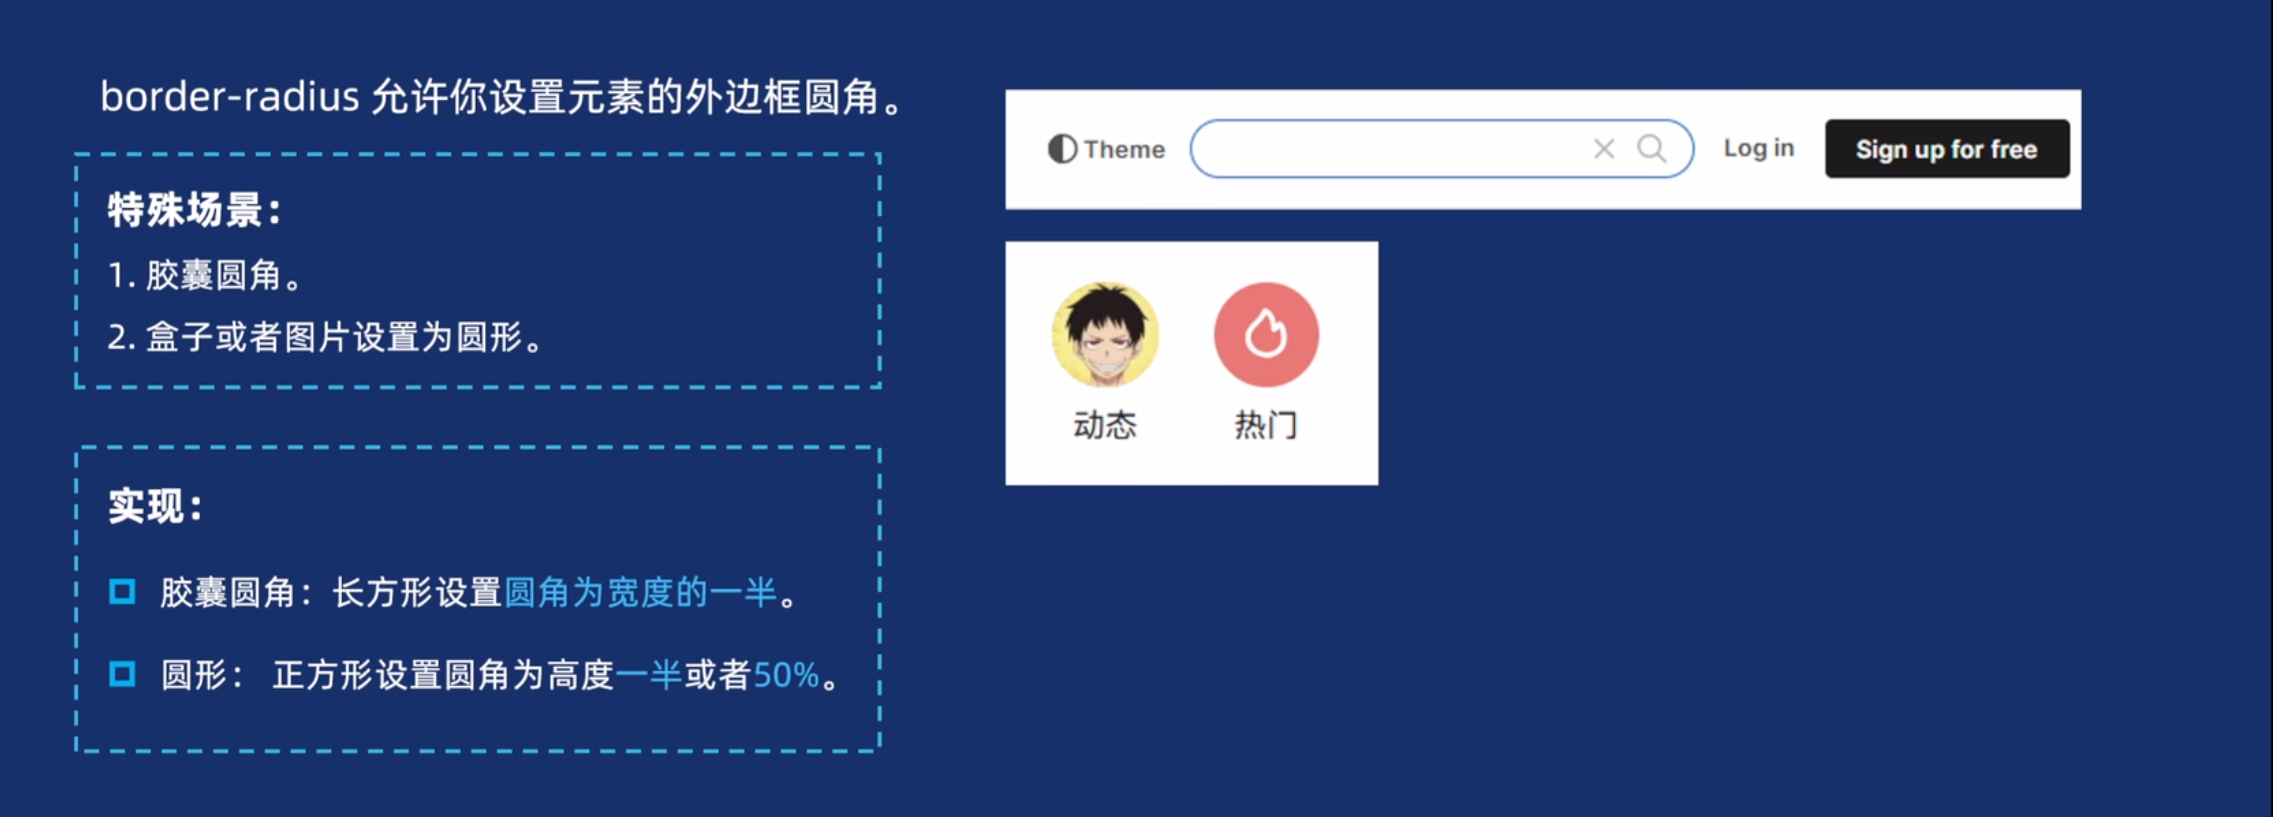 border-radius 允许你设置元素的外边框圆角。
特殊场景：
1. 胶囊圆角。
2. 盒子或者图片设置为圆形。
实现：
胶囊圆角：长方形设置圆角为宽度的一半。
圆形： 正方形设置圆角为高度一半或者50%。
Theme Log in Sign up for free
动态 热门